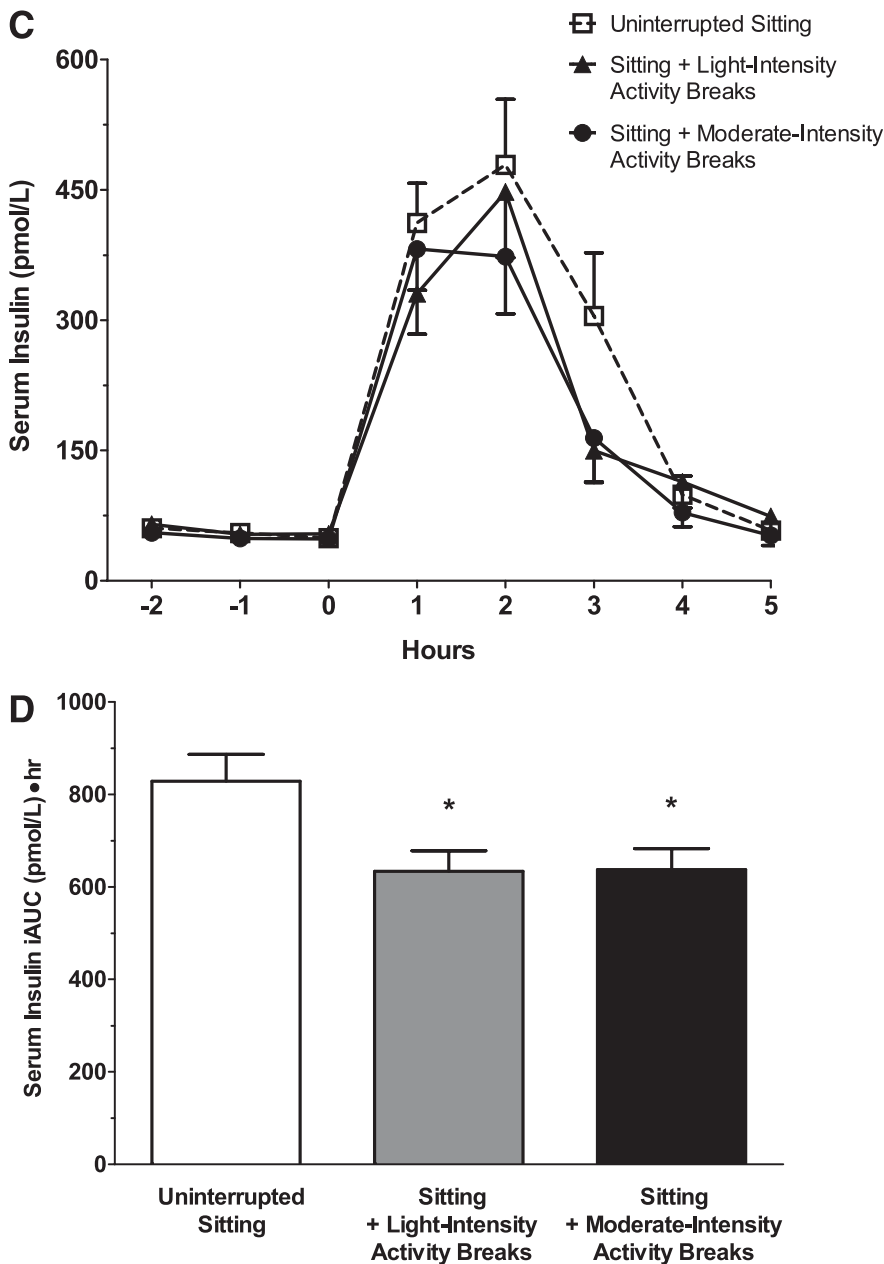 C
Uninterrupted Sitting
Sitting + Light-Intensity
Activity Breaks
Sitting + Moderate-Intensity
Activity Breaks
Serum Insulin (pmol/L)
600
450
300
150
0
-2 -1 0 1 2 3 4 5
Hours
D
Serum Insulin iAUC (pmol/L)•hr
1000
800
600
400
200
0
* *
Uninterrupted
Sitting
Sitting
+ Light-Intensity
Activity Breaks
Sitting
+ Moderate-Intensity
Activity Breaks